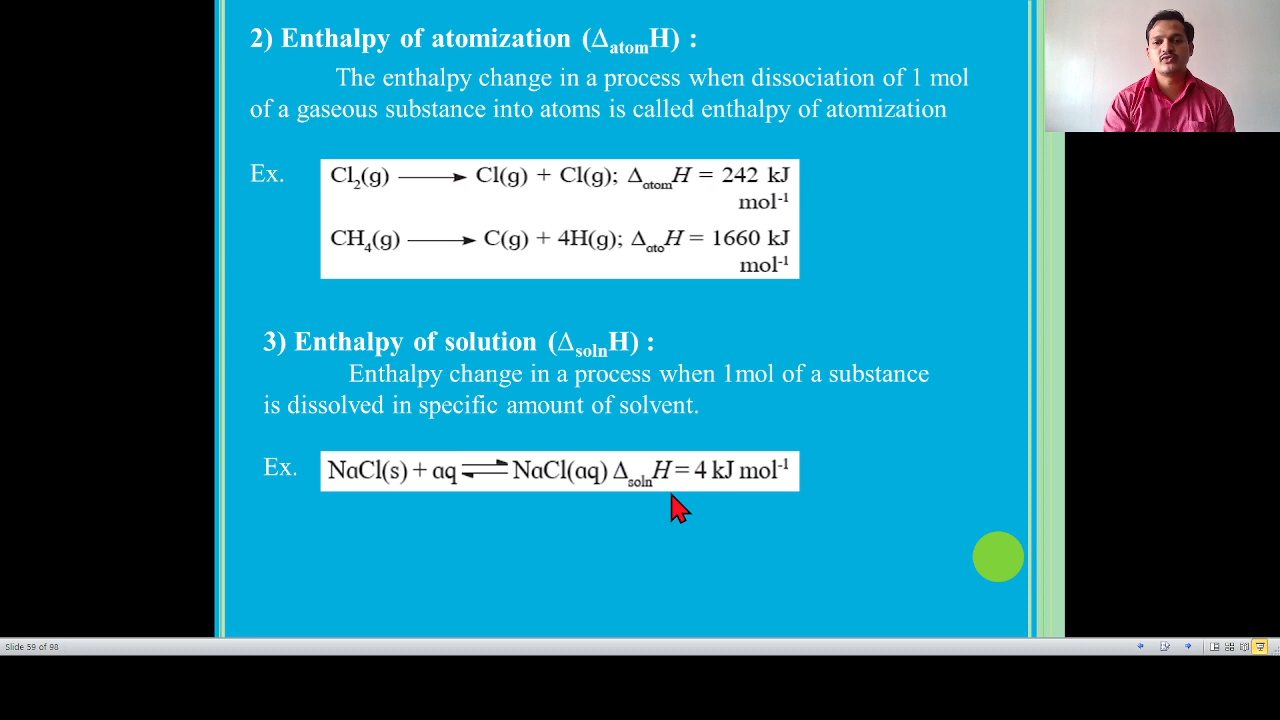 2) Enthalpy of atomization (ΔatomH) :
The enthalpy change in a process when dissociation of 1 mol
of a gaseous substance into atoms is called enthalpy of atomization
Ex.
Cl₂(g) ⟶ Cl(g) + Cl(g); ΔatomH = 242 kJ
mol⁻¹
CH₄(g) ⟶ C(g) + 4H(g); ΔatoH = 1660 kJ
mol⁻¹
3) Enthalpy of solution (ΔsolnH) :
Enthalpy change in a process when 1mol of a substance
is dissolved in specific amount of solvent.
Ex.
NaCl(s) + aq ⇌ NaCl(aq) ΔsolnH = 4 kJ mol⁻¹
Slide 59 of 98